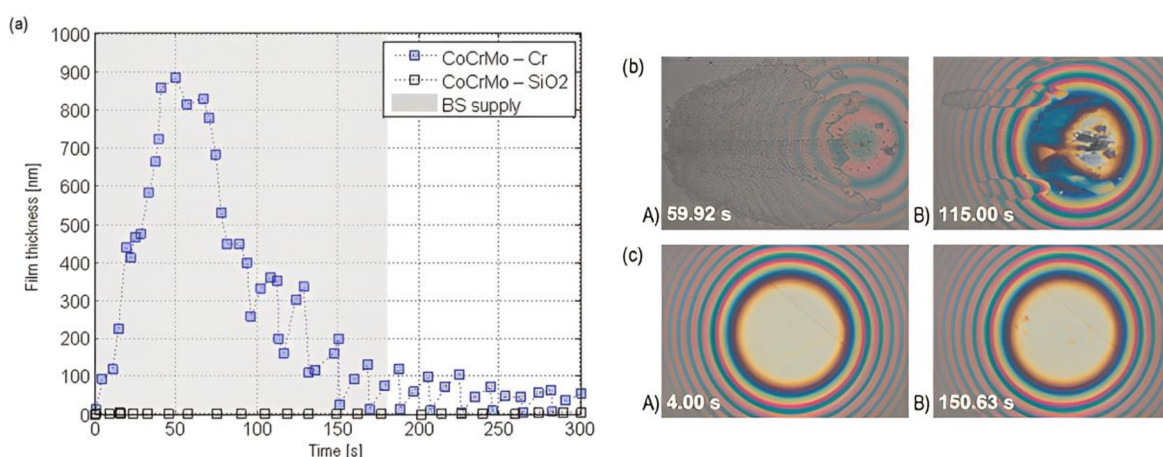 (a)
1000
900
800
700
600
500
400
300
200
100
0
Film thickness [nm]
0 50 100 150 200 250 300
Time [s]
CoCrMo – Cr
CoCrMo – SiO2
BS supply
(b)
A) 59.92 s
B) 115.00 s
(c)
A) 4.00 s
B) 150.63 s